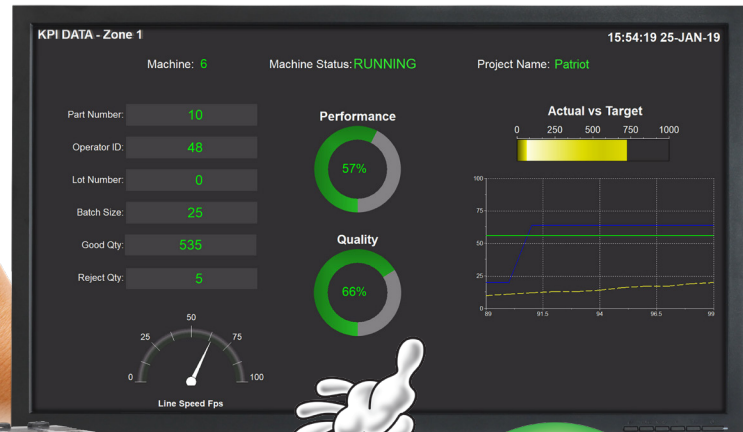 KPI DATA - Zone 1
15:54:19 25-JAN-19
Machine: 6
Machine Status: RUNNING
Project Name: Patriot
Part Number: 10
Operator ID: 48
Lot Number: 0
Batch Size: 25
Good Qty: 535
Reject Qty: 5
0 25 50 75 100
Line Speed Fps
Performance
57%
Quality
66%
Actual vs Target
0 250 500 750 1000
100
75
50
25
0
89 91.5 94 96.5 99